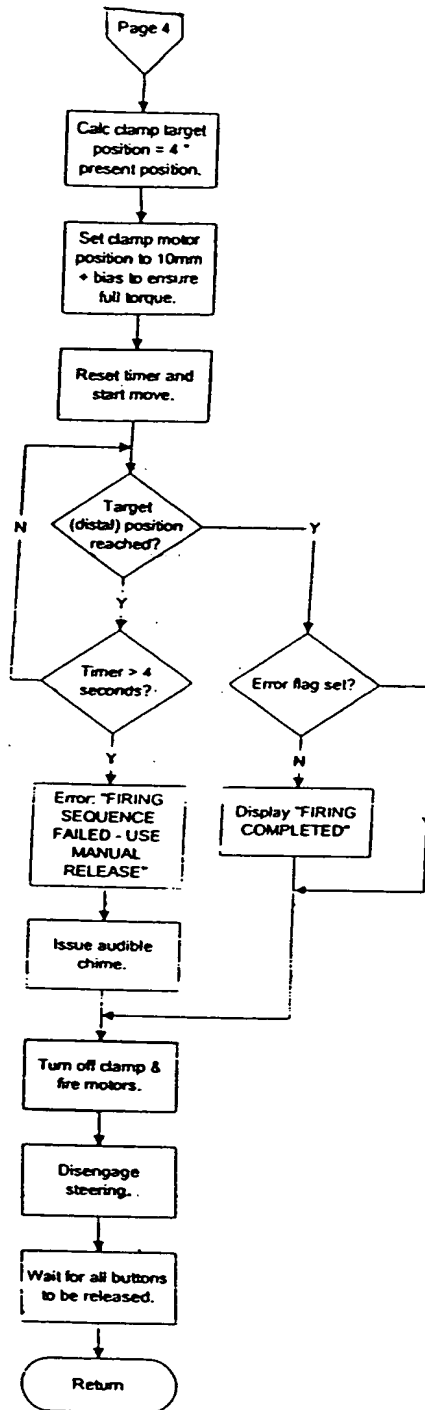 Page 4
Calc clamp target
position = 4 "
present position.
Set clamp motor
position to 10mm
+ bias to ensure
full torque.
Reset timer and
start move.
Target
(distal) position
reached?
N
Y
Y
Timer > 4
seconds?
Error flag set?
Y
N
Y
Error: "FIRING
SEQUENCE
FAILED - USE
MANUAL
RELEASE"
Display "FIRING
COMPLETED"
Issue audible
chime.
Turn off clamp &
fire motors.
Disengage
steering.
Wait for all buttons
to be released.
Return